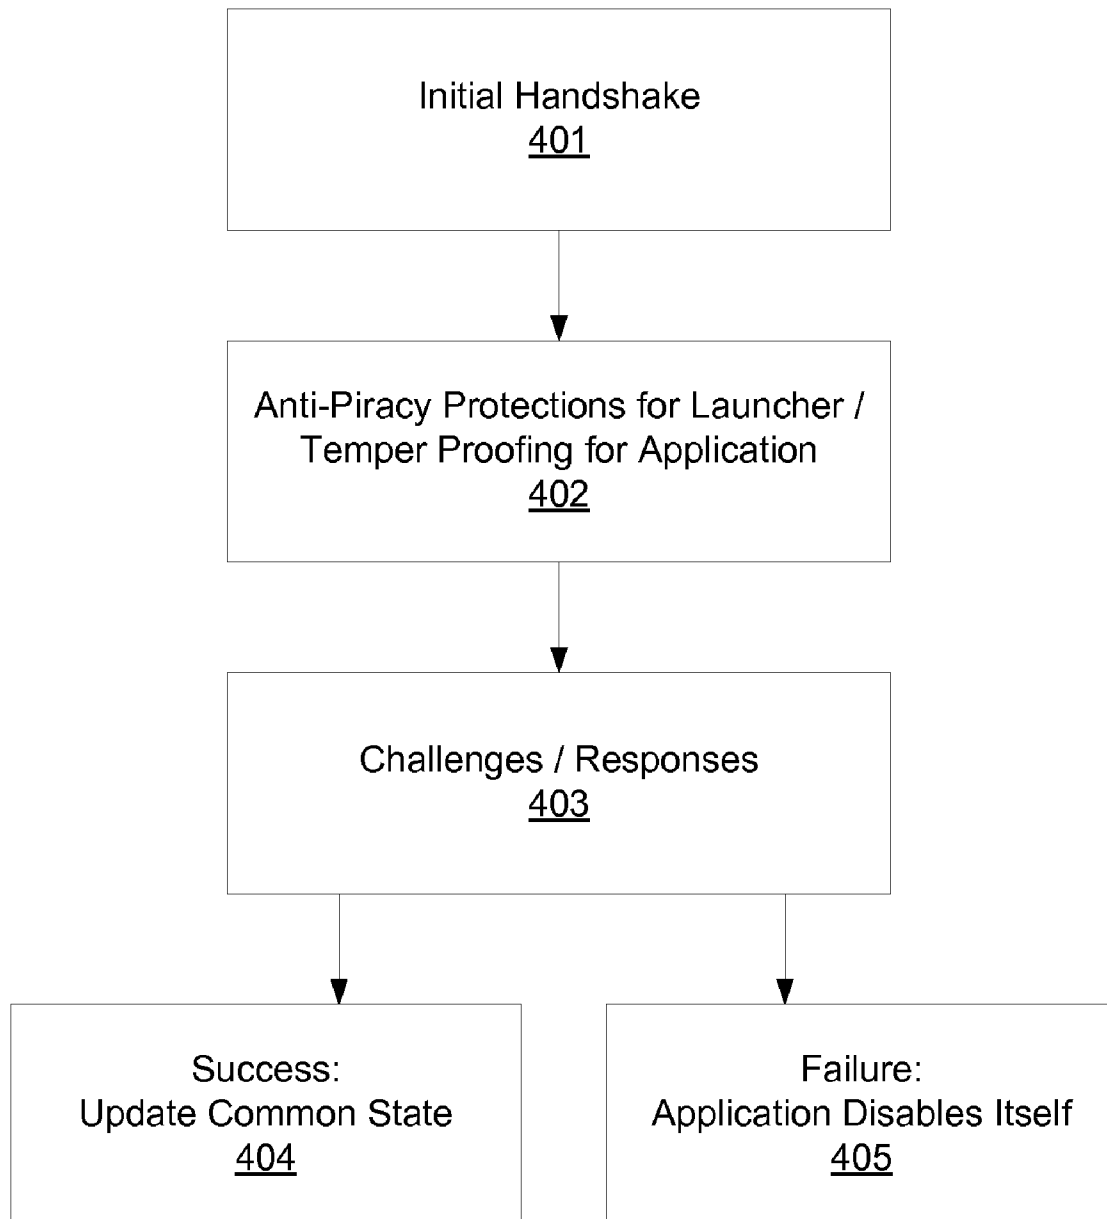 Initial Handshake
401
Anti-Piracy Protections for Launcher /
Temper Proofing for Application
402
Challenges / Responses
403
Success:
Update Common State
404
Failure:
Application Disables Itself
405